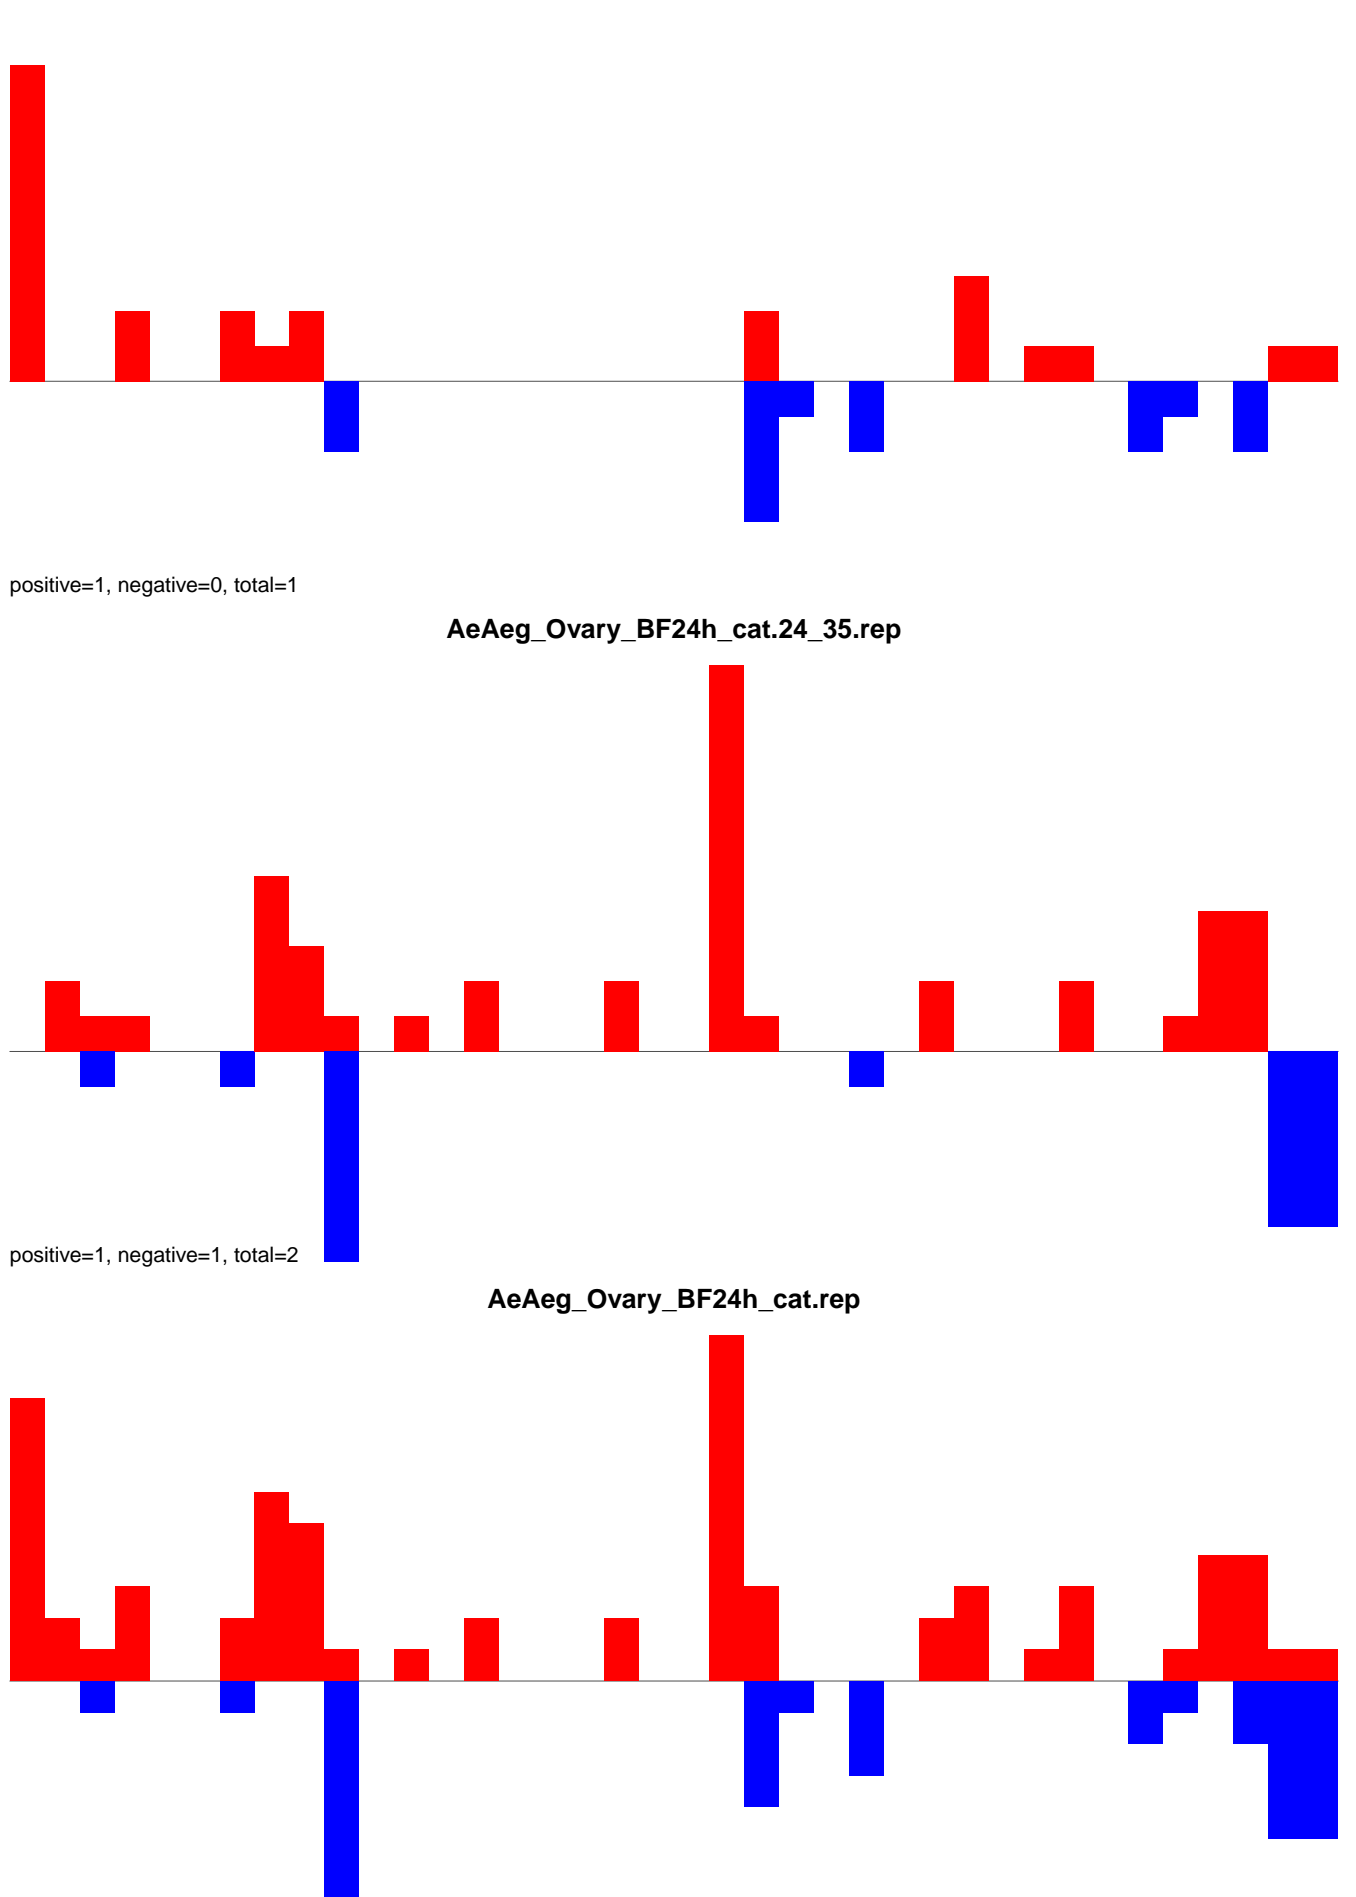 positive=1, negative=0, total=1
AeAeg_Ovary_BF24h_cat.24_35.rep
positive=1, negative=1, total=2
AeAeg_Ovary_BF24h_cat.rep